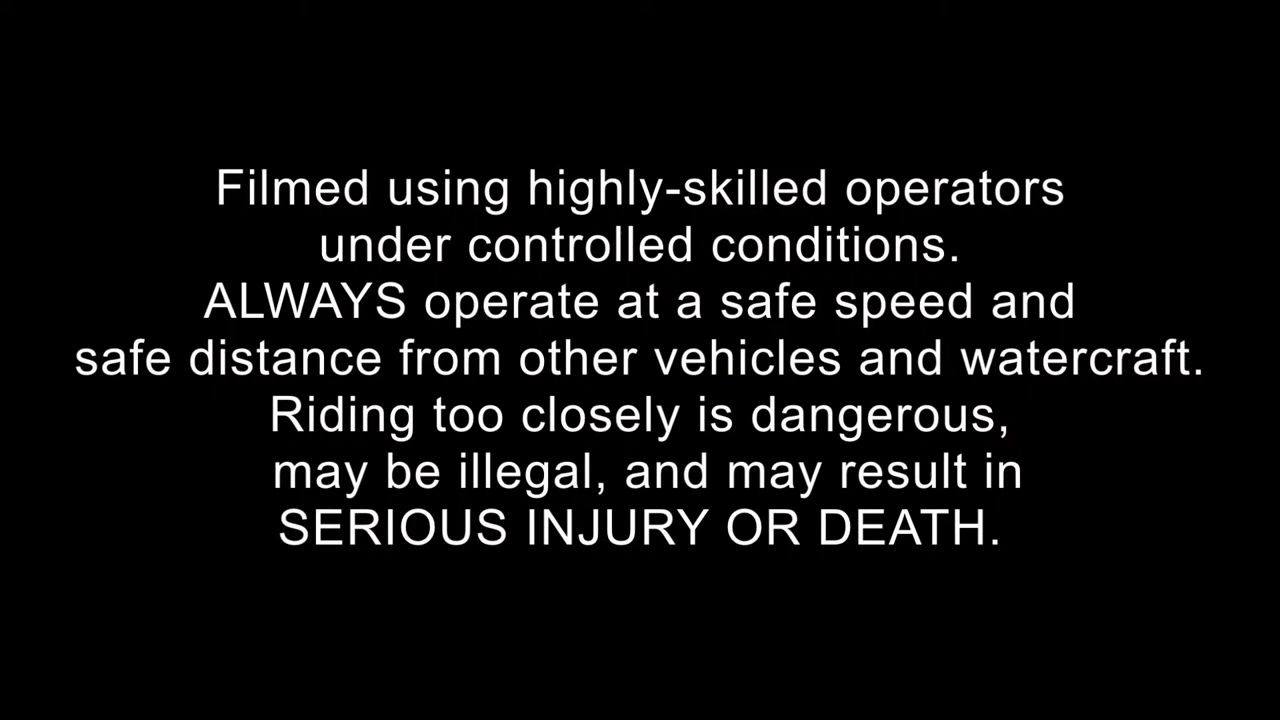 Filmed using highly-skilled operators
under controlled conditions.
ALWAYS operate at a safe speed and
safe distance from other vehicles and watercraft.
Riding too closely is dangerous,
may be illegal, and may result in
SERIOUS INJURY OR DEATH.